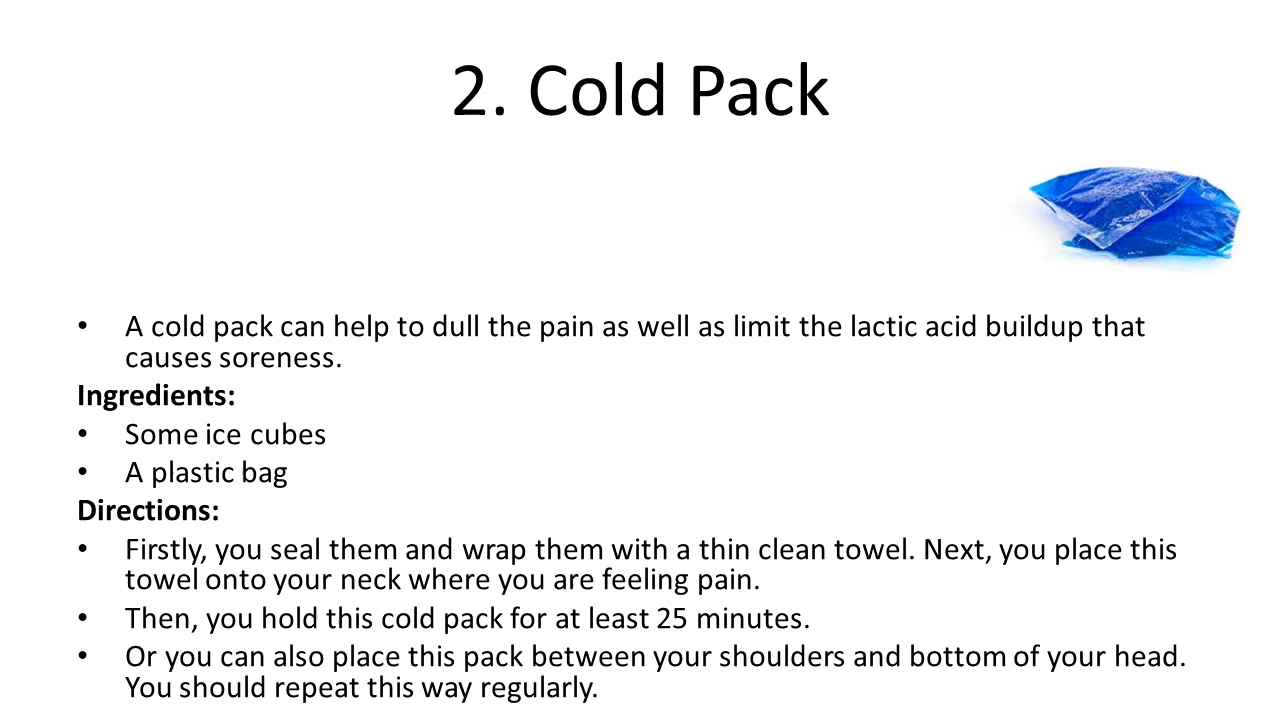 2. Cold Pack
• A cold pack can help to dull the pain as well as limit the lactic acid buildup that
causes soreness.
Ingredients:
• Some ice cubes
• A plastic bag
Directions:
• Firstly, you seal them and wrap them with a thin clean towel. Next, you place this
towel onto your neck where you are feeling pain.
• Then, you hold this cold pack for at least 25 minutes.
• Or you can also place this pack between your shoulders and bottom of your head.
You should repeat this way regularly.